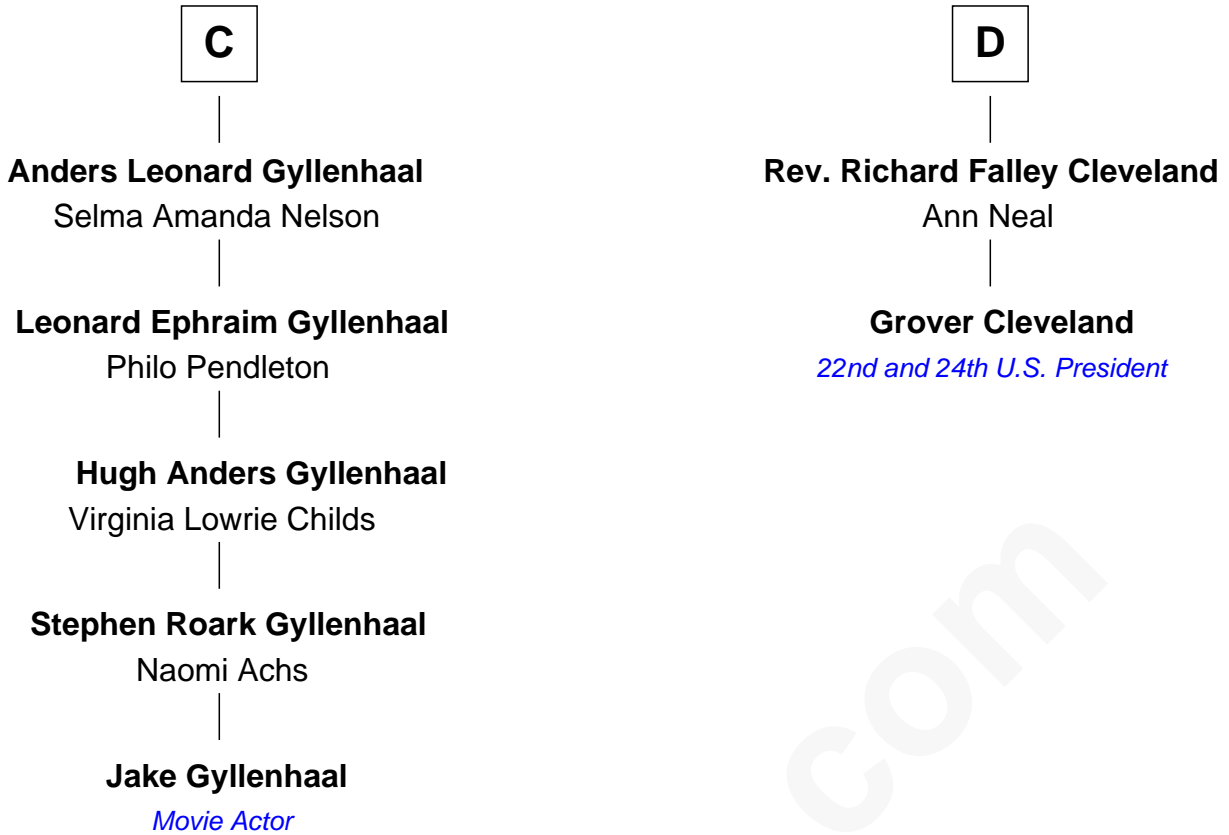 C
Anders Leonard Gyllenhaal
Selma Amanda Nelson
Leonard Ephraim Gyllenhaal
Philo Pendleton
Hugh Anders Gyllenhaal
Virginia Lowrie Childs
Stephen Roark Gyllenhaal
Naomi Achs
Jake Gyllenhaal
Movie Actor
D
Rev. Richard Falley Cleveland
Ann Neal
Grover Cleveland
22nd and 24th U.S. President
com